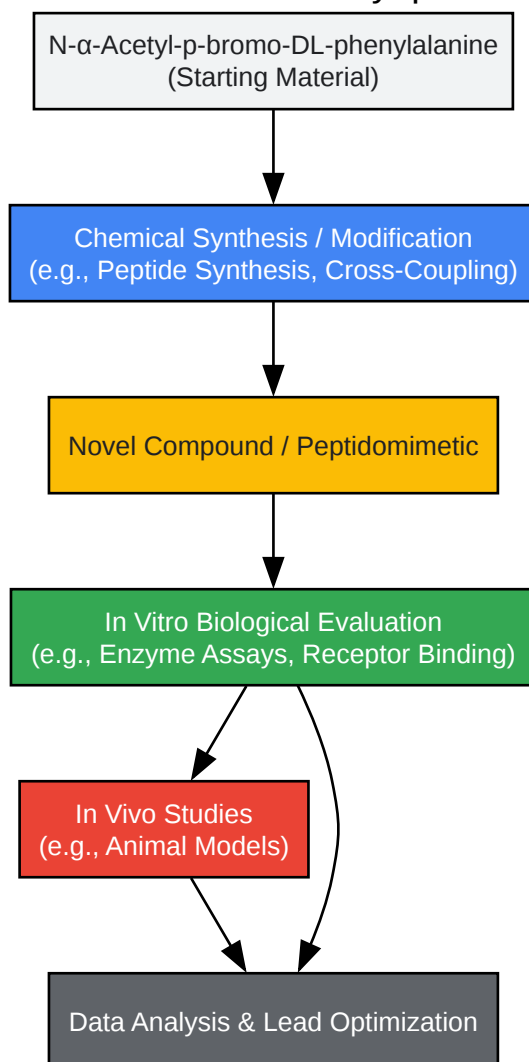 N-α-Acetyl-p-bromo-DL-phenylalanine
(Starting Material)
Chemical Synthesis / Modification
(e.g., Peptide Synthesis, Cross-Coupling)
Novel Compound / Peptidomimetic
In Vitro Biological Evaluation
(e.g., Enzyme Assays, Receptor Binding)
In Vivo Studies
(e.g., Animal Models)
Data Analysis & Lead Optimization